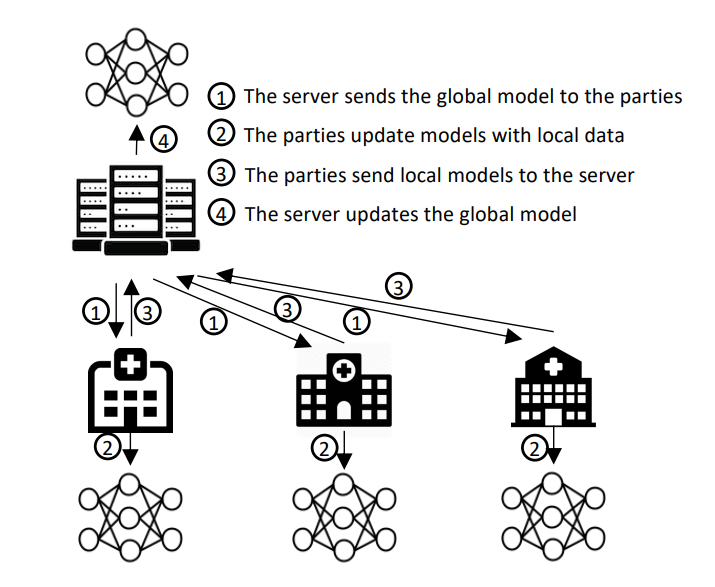 ① The server sends the global model to the parties
② The parties update models with local data
④
③ The parties send local models to the server
④ The server updates the global model
③
① ③ ① ③ ①
② ② ②